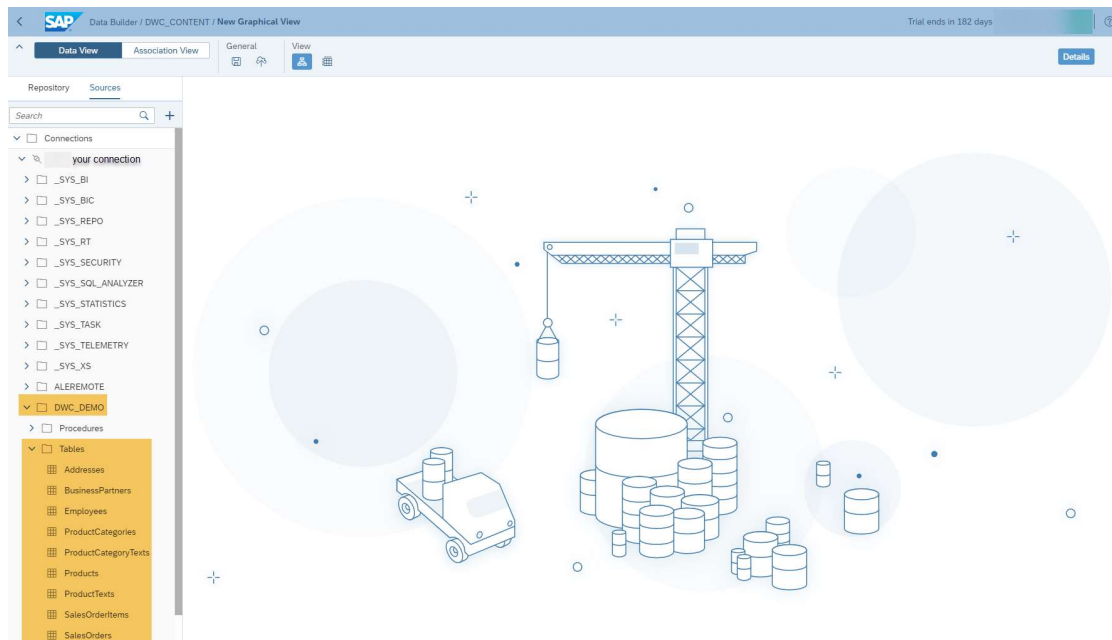 SAP Data Builder / DWC_CONTENT / New Graphical View Trial ends in 182 days
Data View Association View General View
Details
Repository Sources
Search
Connections
your connection
_SYS_BI
_SYS_BIC
_SYS_REPO
_SYS_RT
_SYS_SECURITY
_SYS_SQL_ANALYZER
_SYS_STATISTICS
_SYS_TASK
_SYS_TELEMETRY
_SYS_XS
ALEREMOTE
DWC_DEMO
Procedures
Tables
Addresses
BusinessPartners
Employees
ProductCategories
ProductCategoryTexts
Products
ProductTexts
SalesOrderItems
SalesOrders